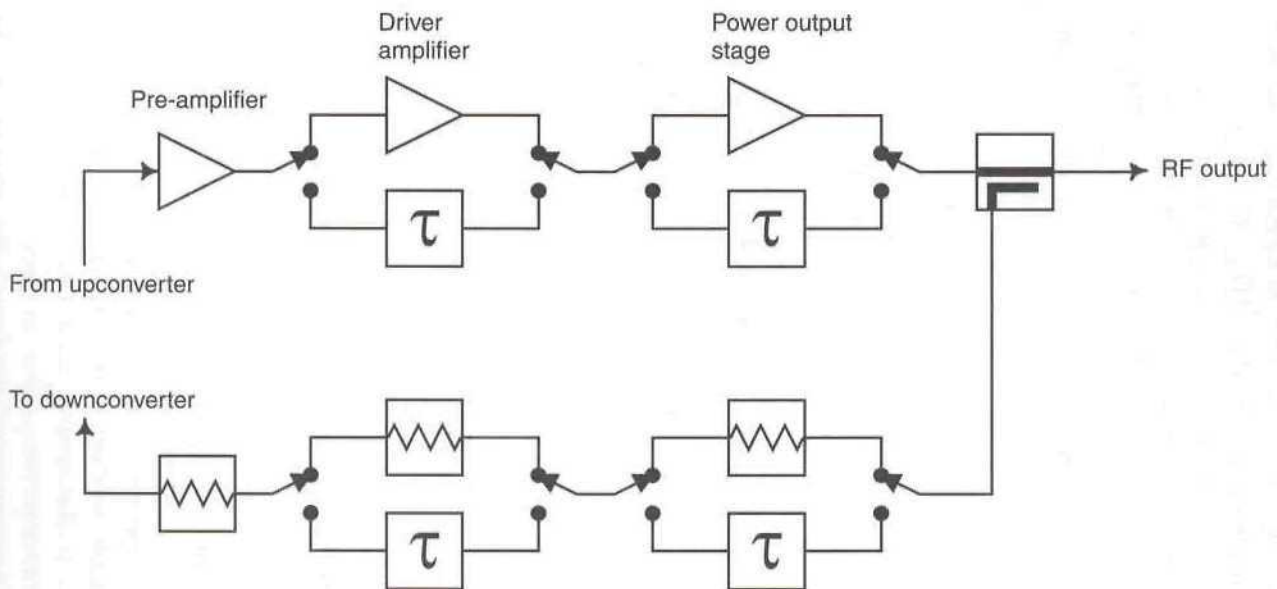 Driver
amplifier
Power output
stage
Pre-amplifier
RF output
τ
τ
From upconverter
To downconverter
τ
τ